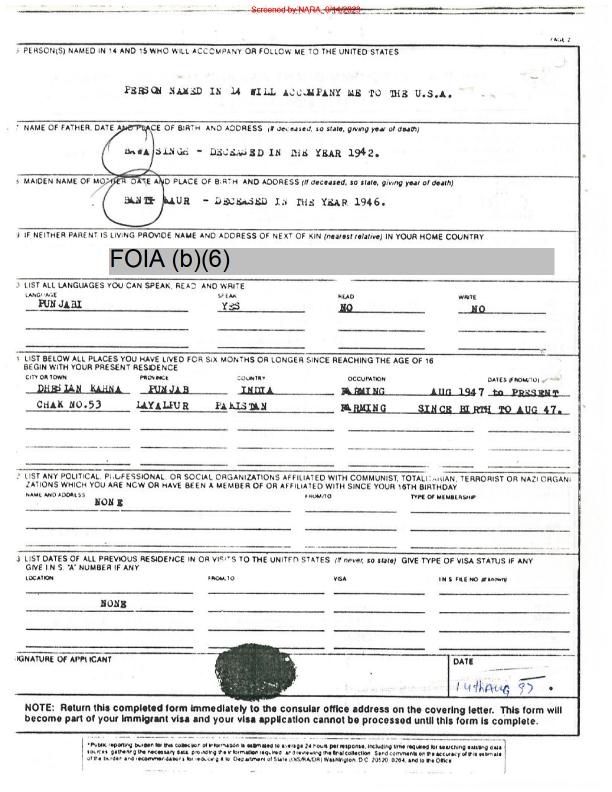 Screened by NARA, 9/14/2023
PAGE 2
PERSON(S) NAMED IN 14 AND 15 WHO WILL ACCOMPANY OR FOLLOW ME TO THE UNITED STATES
PERSON NAMED IN 14 WILL ACCOMPANY ME TO THE U.S.A.
NAME OF FATHER, DATE AND PLACE OF BIRTH AND ADDRESS (If deceased, so state, giving year of death)
SINGH - DECEASED IN THE YEAR 1942.
MAIDEN NAME OF MOTHER DATE AND PLACE OF BIRTH AND ADDRESS (If deceased, so state, giving year of death)
KAUR - DECEASED IN THE YEAR 1946.
9 IF NEITHER PARENT IS LIVING PROVIDE NAME AND ADDRESS OF NEXT OF KIN (nearest relative) IN YOUR HOME COUNTRY
FOIA (b)(6)
LIST ALL LANGUAGES YOU CAN SPEAK, READ AND WRITE
LANGUAGE SPEAK READ WRITE
PUNJABI YES NO NO
LIST BELOW ALL PLACES YOU HAVE LIVED FOR SIX MONTHS OR LONGER SINCE REACHING THE AGE OF 16
BEGIN WITH YOUR PRESENT RESIDENCE
CITY OR TOWN PROVINCE COUNTRY OCCUPATION DATES (FROM/TO)
DHESIAN KAHNA PUNJAB INDIA FARMING AUG 1947 to PRESENT
CHAK NO.53 LAYALPUR PAKISTAN FARMING SINCE BIRTH TO AUG 47.
LIST ANY POLITICAL, PROFESSIONAL, OR SOCIAL ORGANIZATIONS AFFILIATED WITH COMMUNIST, TOTALITARIAN, TERRORIST OR NAZI ORGANI
ZATIONS WHICH YOU ARE NOW OR HAVE BEEN A MEMBER OF OR AFFILIATED WITH SINCE YOUR 16TH BIRTHDAY
NAME AND ADDRESS FROM/TO TYPE OF MEMBERSHIP
NONE
LIST DATES OF ALL PREVIOUS RESIDENCE IN OR VISITS TO THE UNITED STATES (If never, so state) GIVE TYPE OF VISA STATUS IF ANY
GIVE I.N.S. "A" NUMBER IF ANY
LOCATION FROM/TO VISA I N S FILE NO (If known)
NONE
IGNATURE OF APPLICANT DATE
14th Aug 97 .
NOTE: Return this completed form immediately to the consular office address on the covering letter. This form will
become part of your immigrant visa and your visa application cannot be processed until this form is complete.
*Public reporting burden for this collection of information is estimated to average 24 hours per response, including time required for searching existing data
sources, gathering the necessary data, providing the information required, and reviewing the final collection. Send comments on the accuracy of this estimate
of the burden and recommendations for reducing it to: Department of State (OIS/RA/DIR) Washington, D.C. 20520-0264, and to the Office